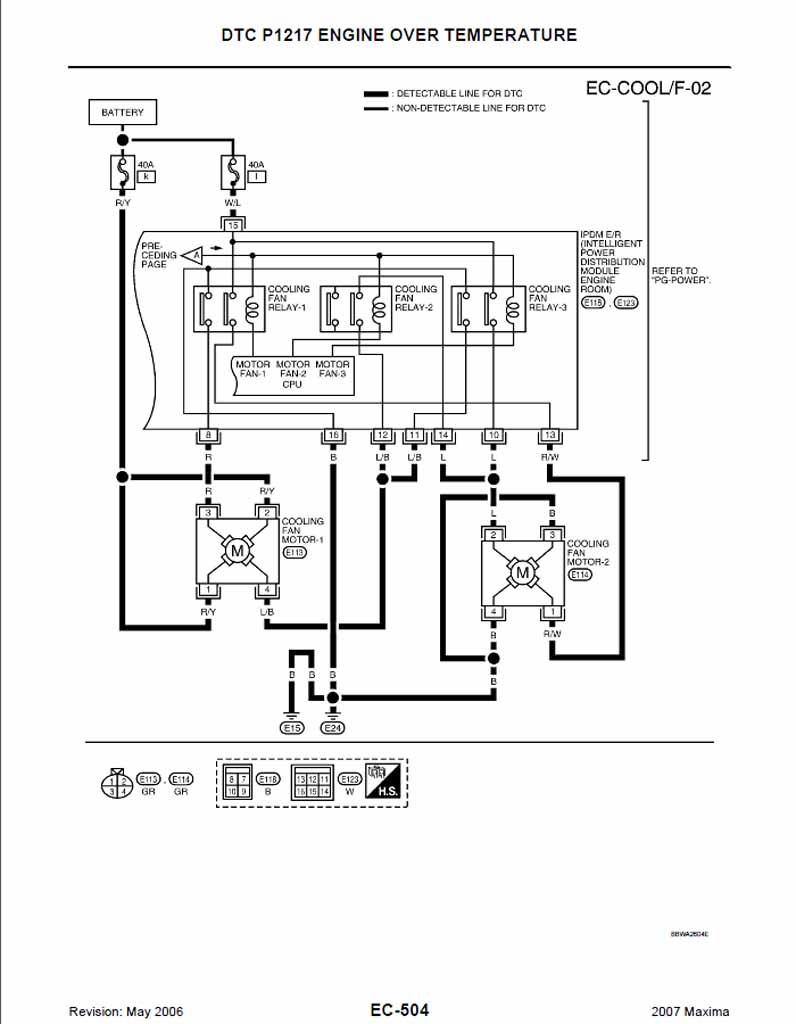 DTC P1217 ENGINE OVER TEMPERATURE
: DETECTABLE LINE FOR DTC
: NON-DETECTABLE LINE FOR DTC
EC-COOL/F-02
BATTERY
40A
k
40A
l
R/Y
W/L
15
PRE-
CEDING
PAGE
A
IPDM E/R
(INTELLIGENT
POWER
DISTRIBUTION
MODULE
ENGINE
ROOM)
E118 , E123
REFER TO
"PG-POWER".
COOLING
FAN
RELAY-1
COOLING
FAN
RELAY-2
COOLING
FAN
RELAY-3
MOTOR MOTOR MOTOR
FAN-1 FAN-2 FAN-3
CPU
8 16 12 11 14 10 13
R B L/B L/B L L R/W
R R/Y
3 2
COOLING
FAN
MOTOR-1
E113
M
1 4
R/Y L/B
L B
2 3
COOLING
FAN
MOTOR-2
E114
M
4 1
B R/W
B B B B
E15 E24
1 2
3 4
E113 , E114
GR GR
8 7
10 9
E118
B
13 12 11
16 15 14
E123
W
H.S.
BBWA2604E
Revision: May 2006
EC-504
2007 Maxima